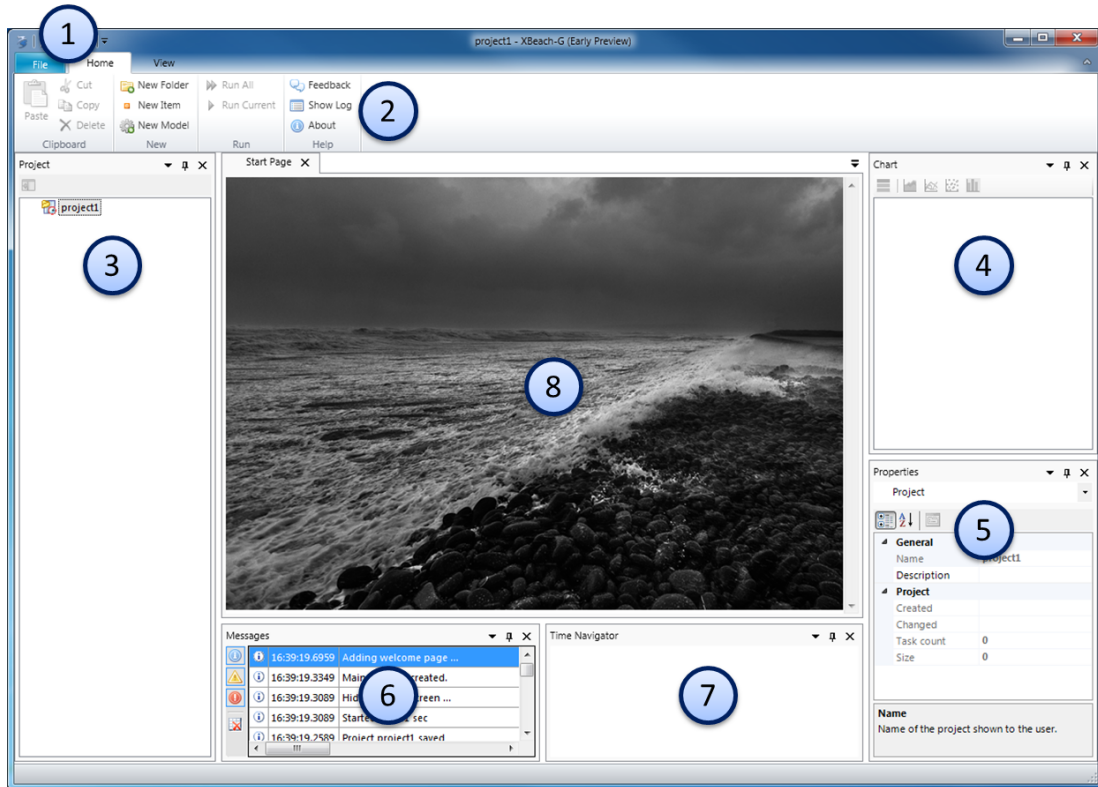 1
project1 - XBeach-G (Early Preview)
File Home View
Cut New Folder Run All Feedback
Paste Copy New Item Run Current Show Log
Delete New Model About
Clipboard New Run Help
2
Project
project1
3
Start Page
8
Chart
4
Properties
Project
5
General
Name project1
Description
Project
Created
Changed
Task count 0
Size 0
Name
Name of the project shown to the user.
Messages
16:39:19.6959 Adding welcome page ...
16:39:19.3349 created.
16:39:19.3089 ...
16:39:19.3089 sec
16:39:19.2589 Project project1 saved
6
Time Navigator
7